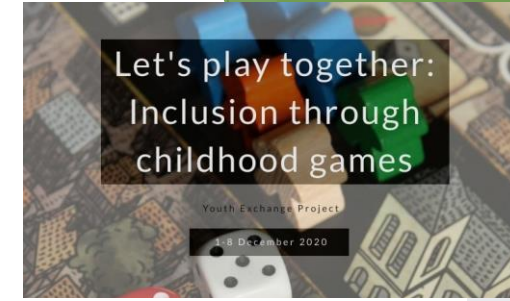 Let's play together:
Inclusion through
childhood games
Youth Exchange Project
1-8 December 2020